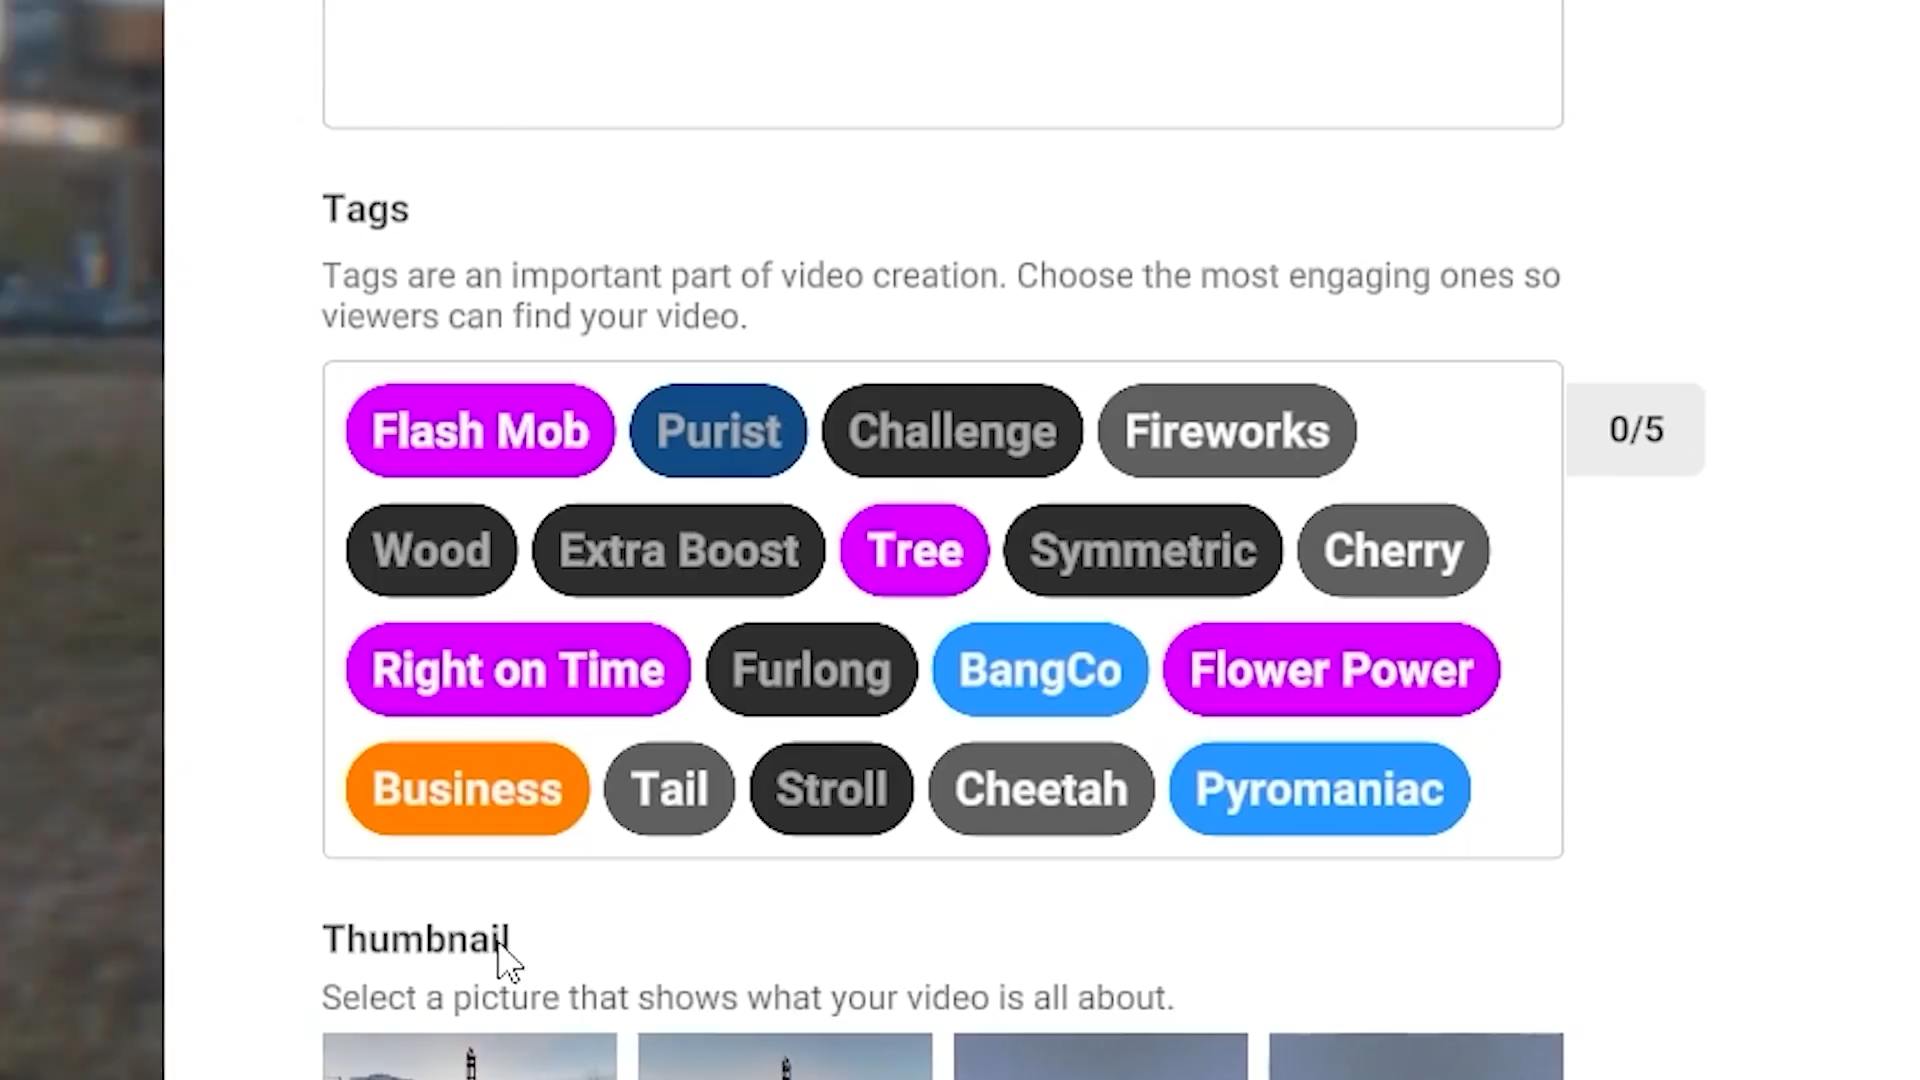 Tags
Tags are an important part of video creation. Choose the most engaging ones so
viewers can find your video.
Flash Mob Purist Challenge Fireworks 0/5
Wood Extra Boost Tree Symmetric Cherry
Right on Time Furlong BangCo Flower Power
Business Tail Stroll Cheetah Pyromaniac
Thumbnail
Select a picture that shows what your video is all about.